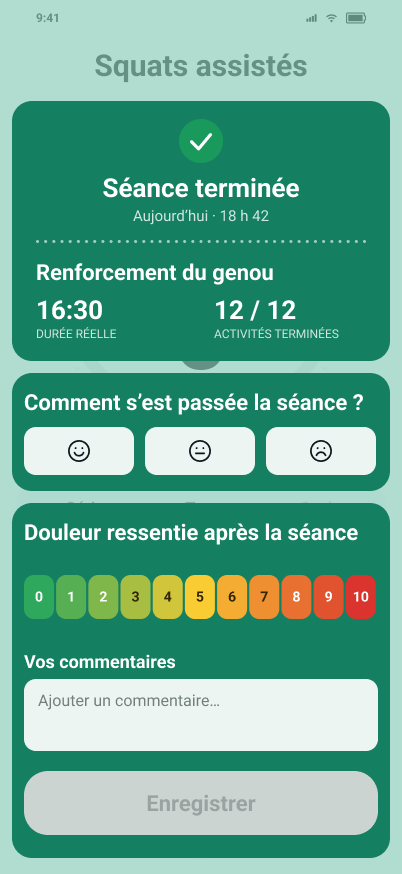 9:41
Squats assistés
Séance terminée
Aujourd’hui · 18 h 42
Renforcement du genou
16:30
12 / 12
DURÉE RÉELLE
ACTIVITÉS TERMINÉES
Comment s’est passée la séance ?
Douleur ressentie après la séance
0 1 2 3 4 5 6 7 8 9 10
Vos commentaires
Ajouter un commentaire…
Enregistrer